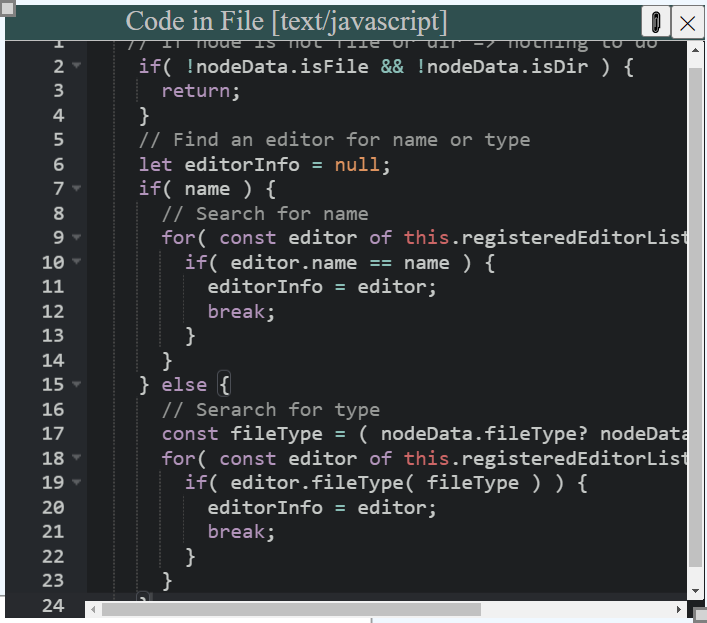 Code in File [text/javascript]
1 // If node is not file or dir => nothing to do
2 if( !nodeData.isFile && !nodeData.isDir ) {
3 return;
4 }
5 // Find an editor for name or type
6 let editorInfo = null;
7 if( name ) {
8 // Search for name
9 for( const editor of this.registeredEditorList
10 if( editor.name == name ) {
11 editorInfo = editor;
12 break;
13 }
14 }
15 } else {
16 // Serarch for type
17 const fileType = ( nodeData.fileType? nodeData
18 for( const editor of this.registeredEditorList
19 if( editor.fileType( fileType ) ) {
20 editorInfo = editor;
21 break;
22 }
23 }
24 }